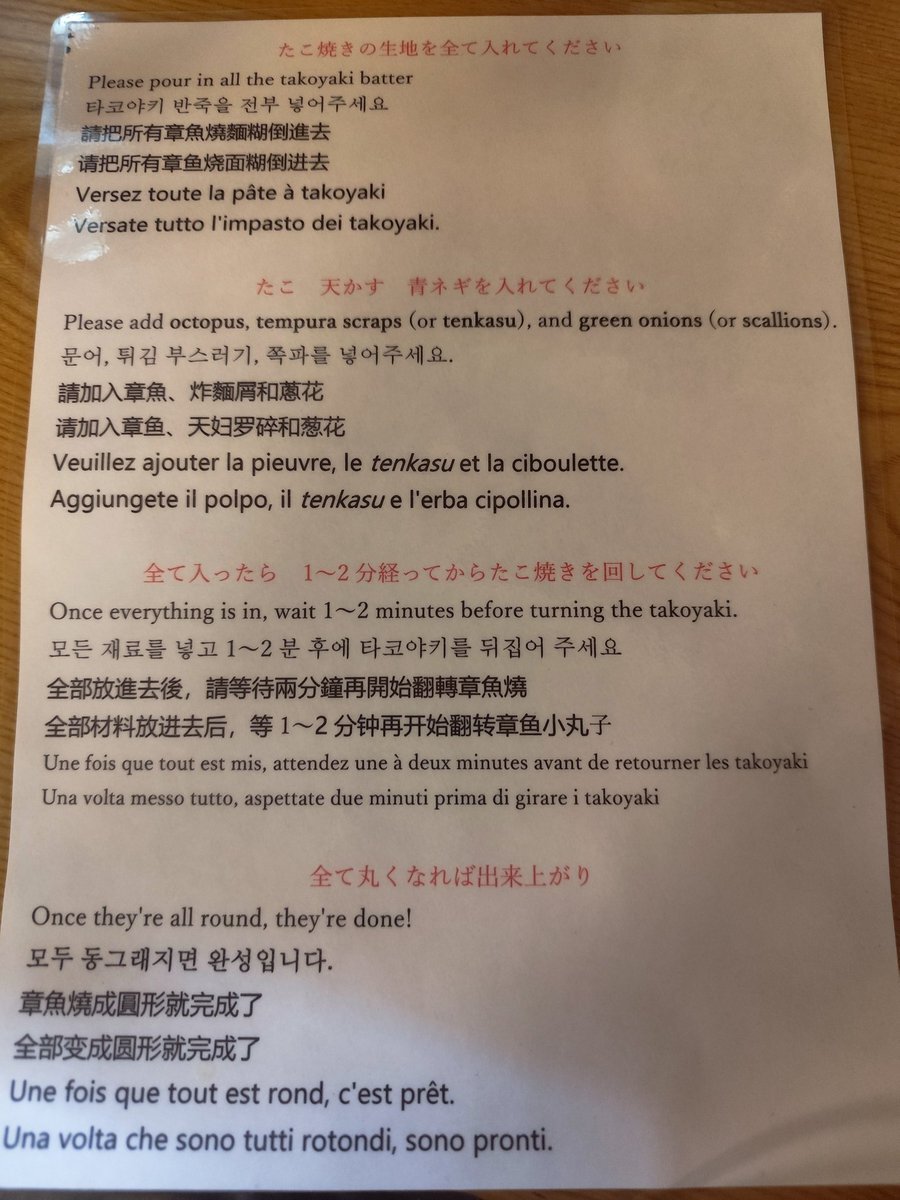 たこ焼きの生地を全て入れてください
Please pour in all the takoyaki batter
타코야키 반죽을 전부 넣어주세요
請把所有章魚燒麵糊倒進去
请把所有章鱼烧面糊倒进去
Versez toute la pâte à takoyaki
Versate tutto l'impasto dei takoyaki.
たこ　天かす　青ネギを入れてください
Please add octopus, tempura scraps (or tenkasu), and green onions (or scallions).
문어, 튀김 부스러기, 쪽파를 넣어주세요.
請加入章魚、炸麵屑和蔥花
请加入章鱼、天妇罗碎和葱花
Veuillez ajouter la pieuvre, le tenkasu et la ciboulette.
Aggiungete il polpo, il tenkasu e l'erba cipollina.
全て入ったら　1～2分経ってからたこ焼きを回してください
Once everything is in, wait 1～2 minutes before turning the takoyaki.
모든 재료를 넣고 1～2 분 후에 타코야키를 뒤집어 주세요
全部放進去後，請等待兩分鐘再開始翻轉章魚燒
全部材料放进去后，等 1～2 分钟再开始翻转章鱼小丸子
Une fois que tout est mis, attendez une à deux minutes avant de retourner les takoyaki
Una volta messo tutto, aspettate due minuti prima di girare i takoyaki
全て丸くなれば出来上がり
Once they're all round, they're done!
모두 동그래지면 완성입니다.
章魚燒成圓形就完成了
全部变成圆形就完成了
Une fois que tout est rond, c'est prêt.
Una volta che sono tutti rotondi, sono pronti.